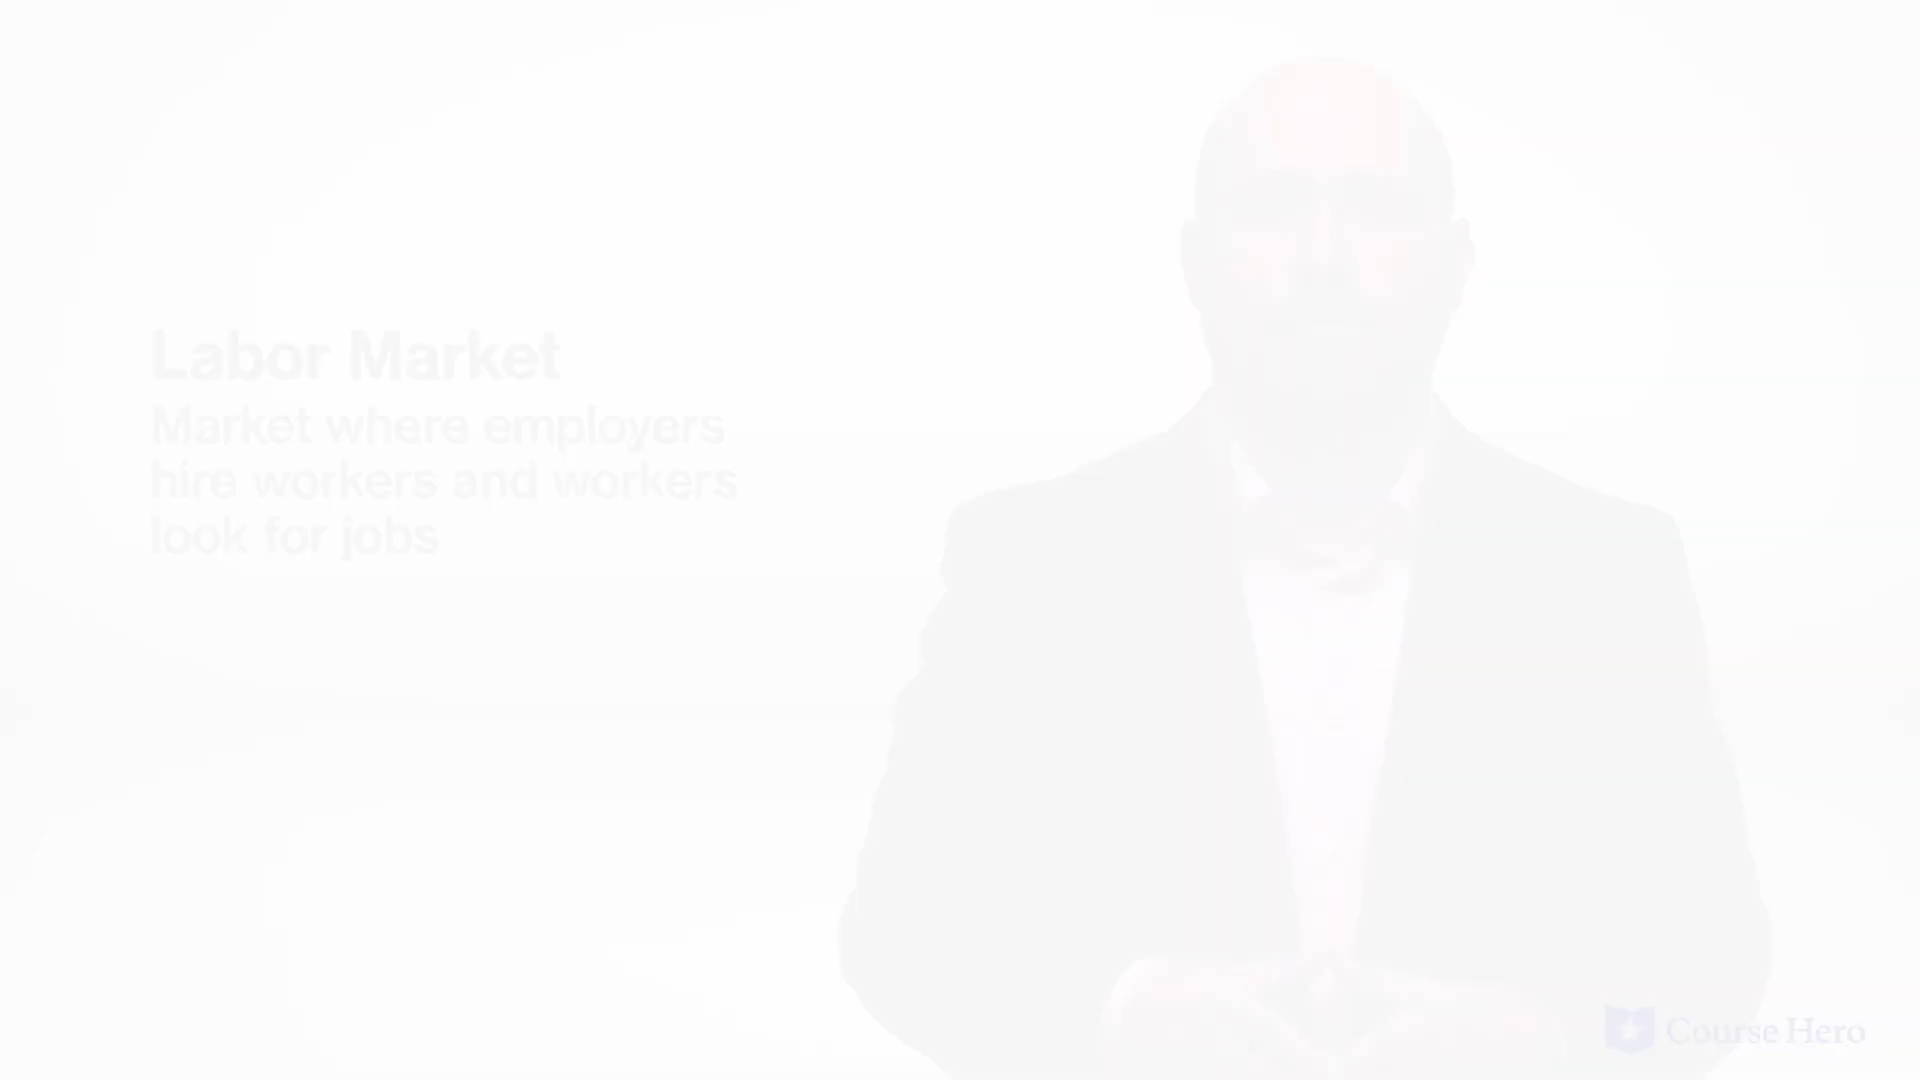 Labor Market
Market where employers
hire workers and workers
look for jobs
Course Hero